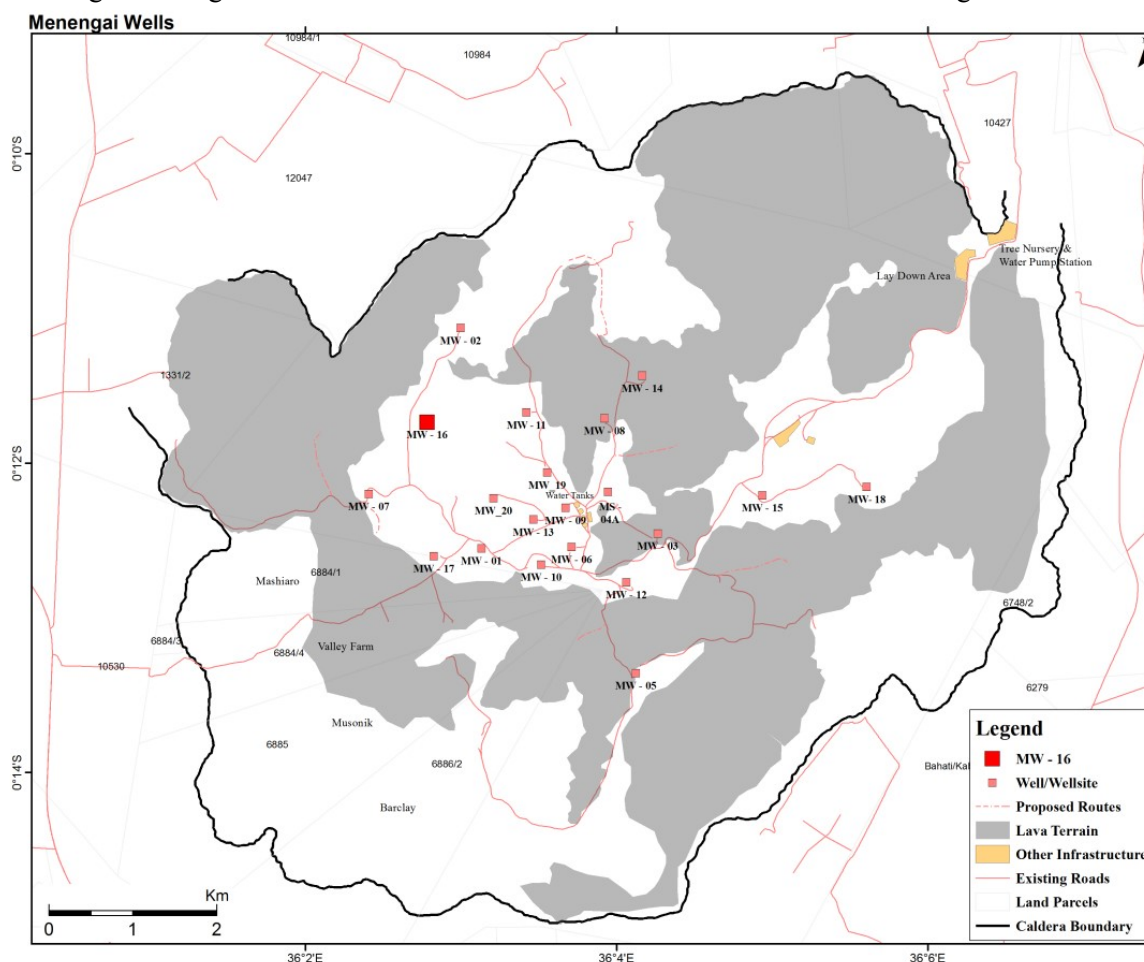 Menengai Wells
10984/1
10984
10427
0°10'S
12047
Tree Nursery &
Water Pump Station
Lay Down Area
MW - 02
1331/2
MW - 14
MW - 16
MW - 11
MW - 08
0°12'S
MW_19
Water Tanks
MW - 07
MW_20
MW - 09
MS -
04A
MW - 15
MW - 18
MW - 13
MW - 03
MW - 17
MW - 01
MW - 06
MW - 10
MW - 12
Mashiaro
6884/1
6748/2
6884/3
6884/4
Valley Farm
10530
MW - 05
6279
Musonik
6885
6886/2
0°14'S
Barclay
Legend
MW - 16
Well/Wellsite
Proposed Routes
Lava Terrain
Other Infrastructure
Existing Roads
Land Parcels
Caldera Boundary
Km
0 1 2
36°2'E
36°4'E
36°6'E